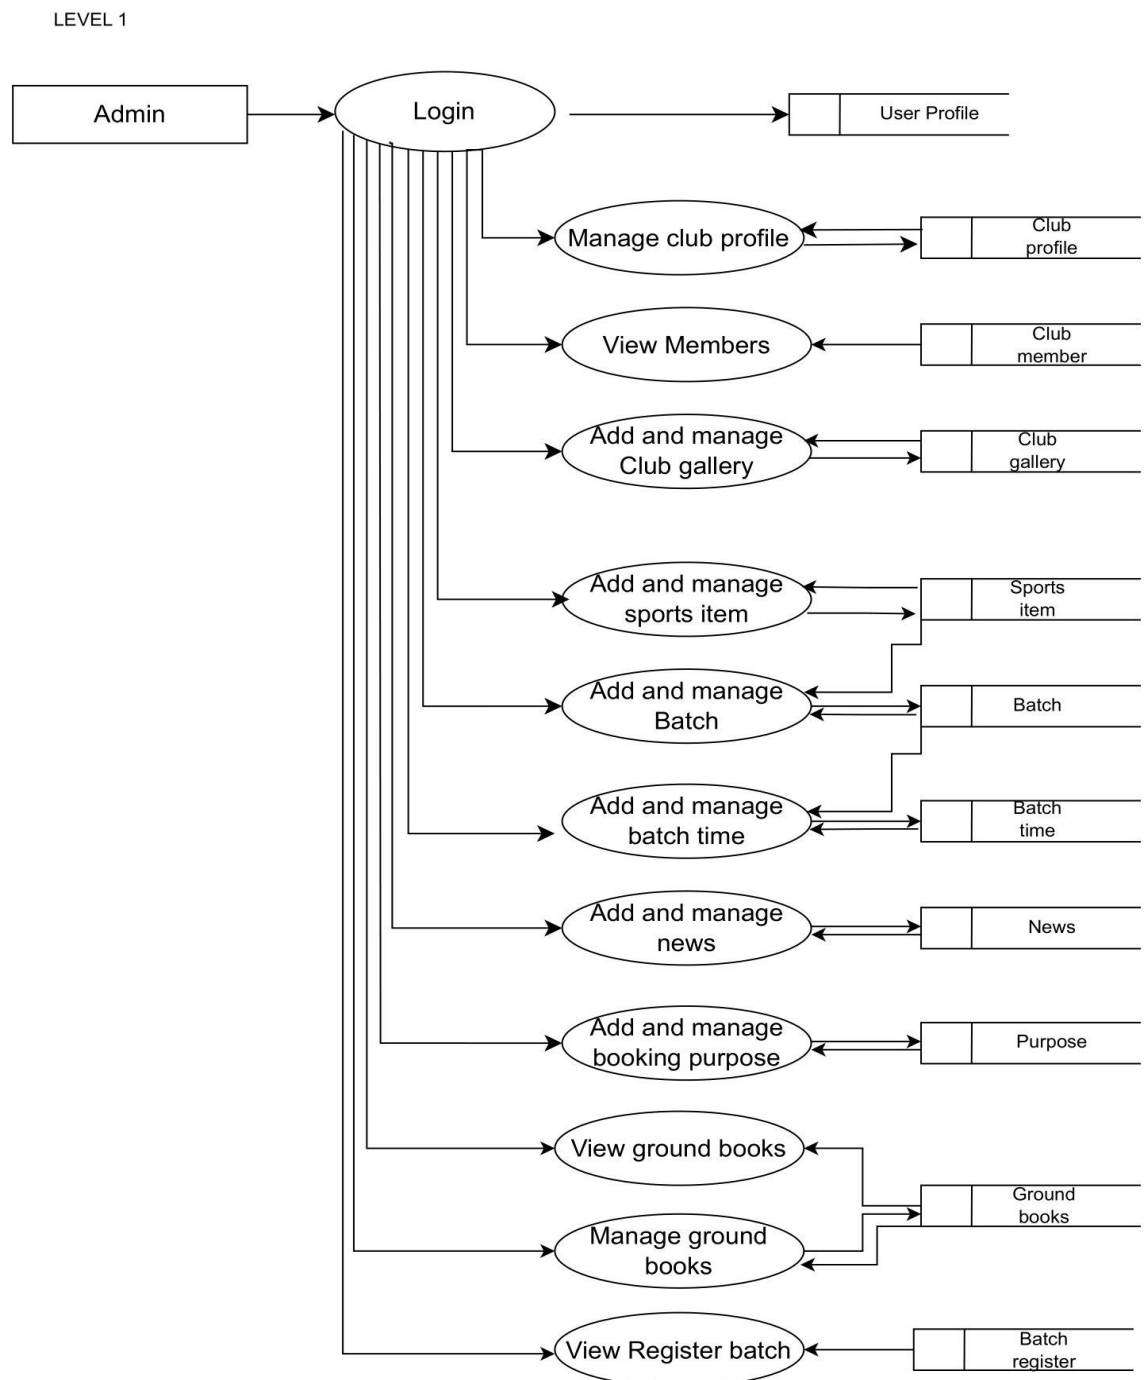 LEVEL 1
Admin
Login
User Profile
Manage club profile
Club
profile
View Members
Club
member
Add and manage
Club gallery
Club
gallery
Add and manage
sports item
Sports
item
Add and manage
Batch
Batch
Add and manage
batch time
Batch
time
Add and manage
news
News
Add and manage
booking purpose
Purpose
View ground books
Ground
books
Manage ground
books
View Register batch
Batch
register